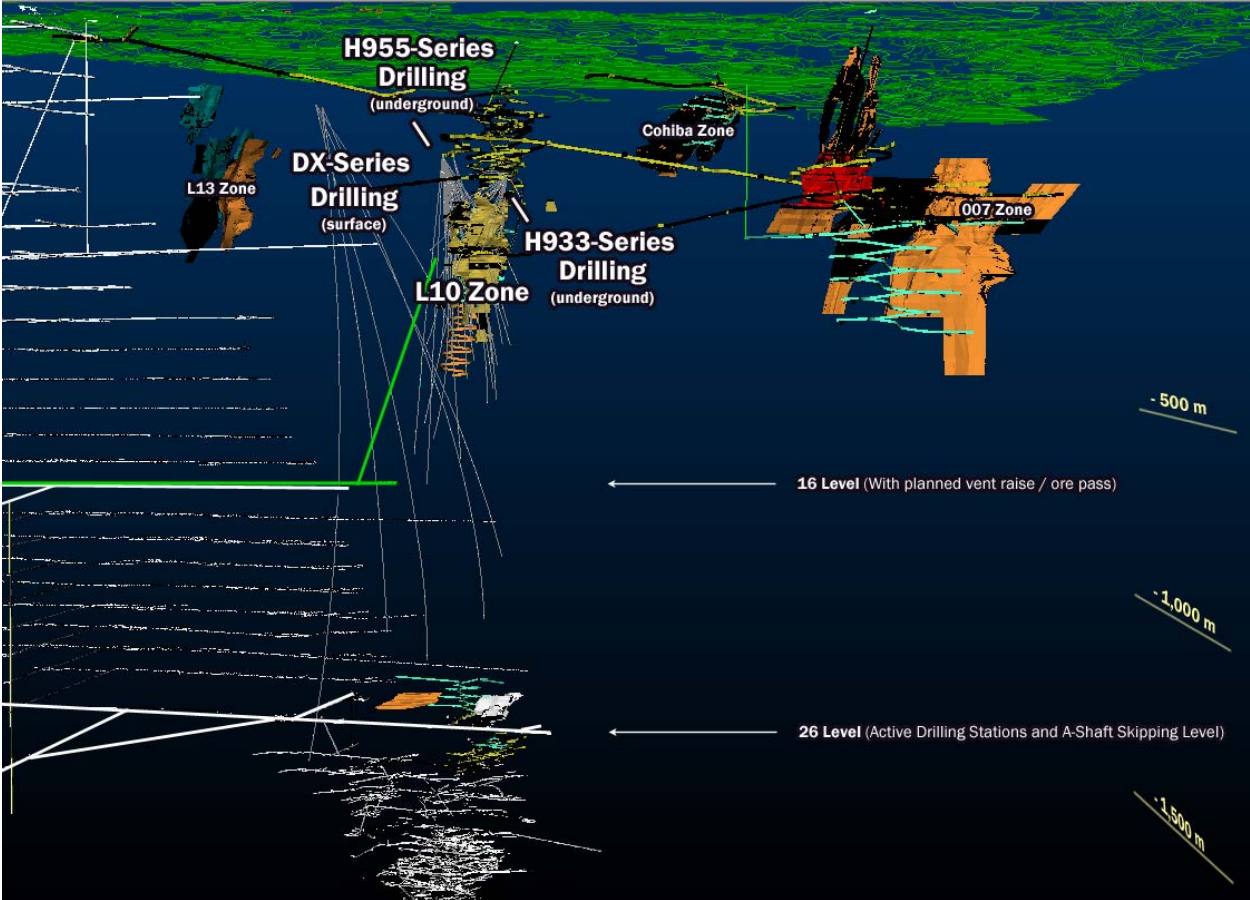 H955-Series
Drilling
(underground)
Cohiba Zone
DX-Series
Drilling
(surface)
L13 Zone
007 Zone
H933-Series
Drilling
(underground)
L10 Zone
- 500 m
16 Level (With planned vent raise / ore pass)
- 1,000 m
26 Level (Active Drilling Stations and A-Shaft Skipping Level)
-1,500 m